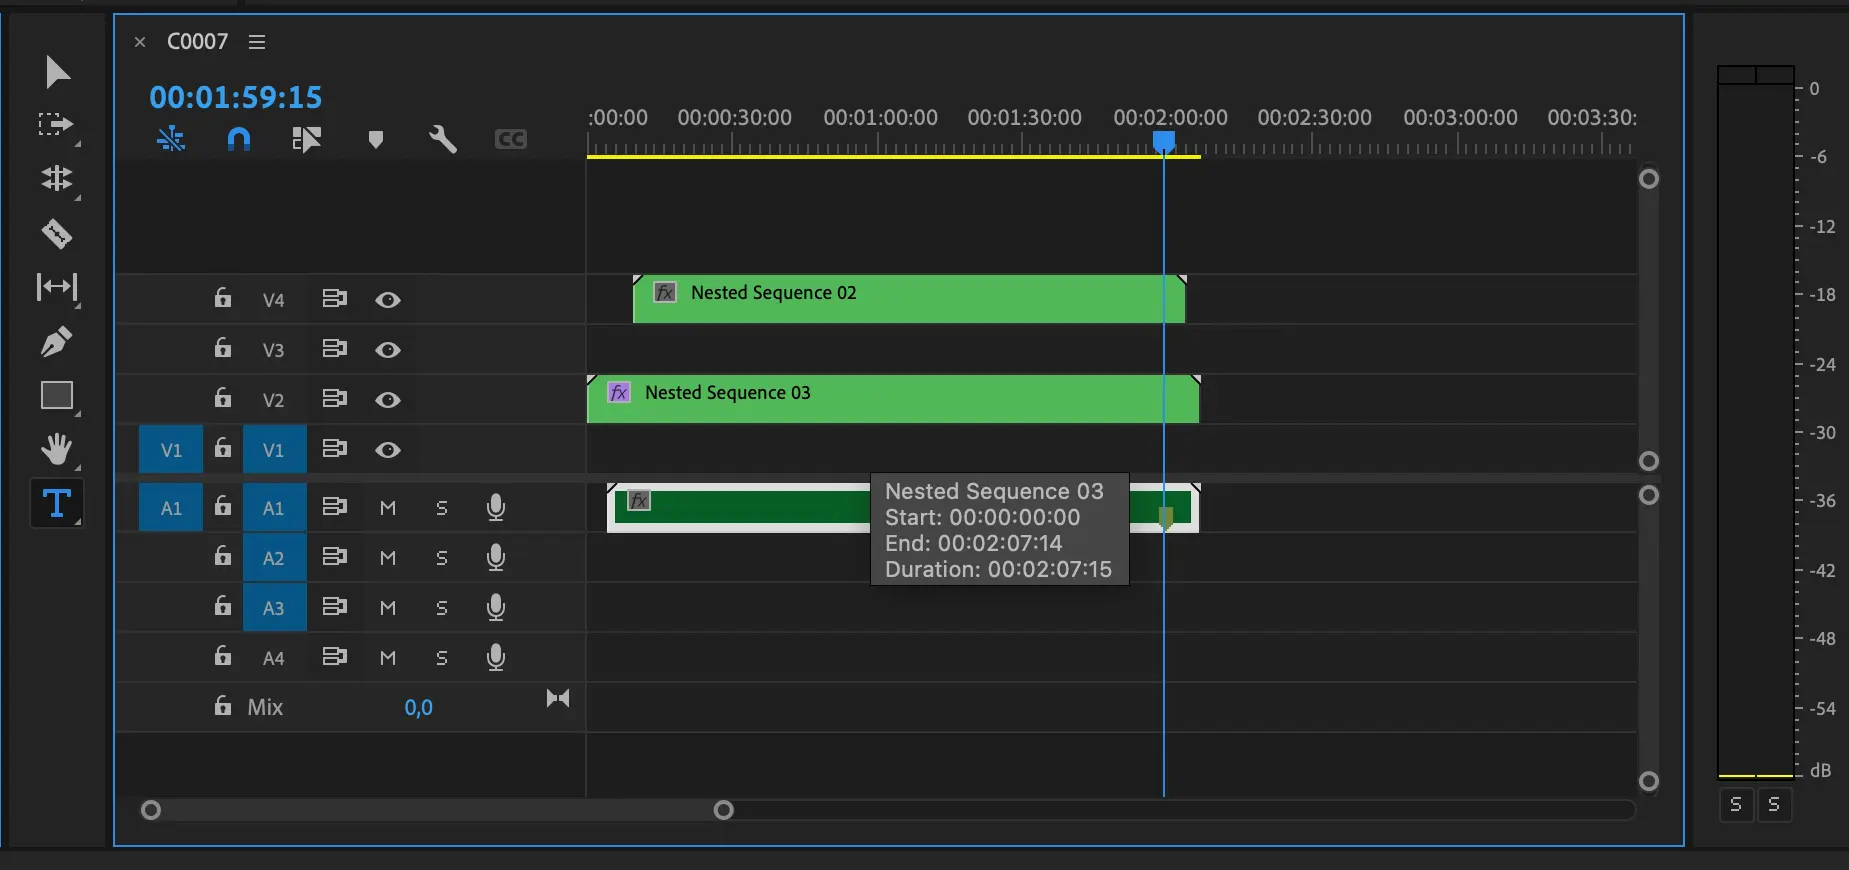 × C0007
00:01:59:15
:00:00 00:00:30:00 00:01:00:00 00:01:30:00 00:02:00:00 00:02:30:00 00:03:00:00 00:03:30:
CC
V4 fx Nested Sequence 02
V3
V2 fx Nested Sequence 03
V1 V1
A1 A1 M S fx
Nested Sequence 03
Start: 00:00:00:00
End: 00:02:07:14
Duration: 00:02:07:15
A2 M S
A3 M S
A4 M S
Mix 0,0
T
0
-6
-12
-18
-24
-30
-36
-42
-48
-54
dB
S S